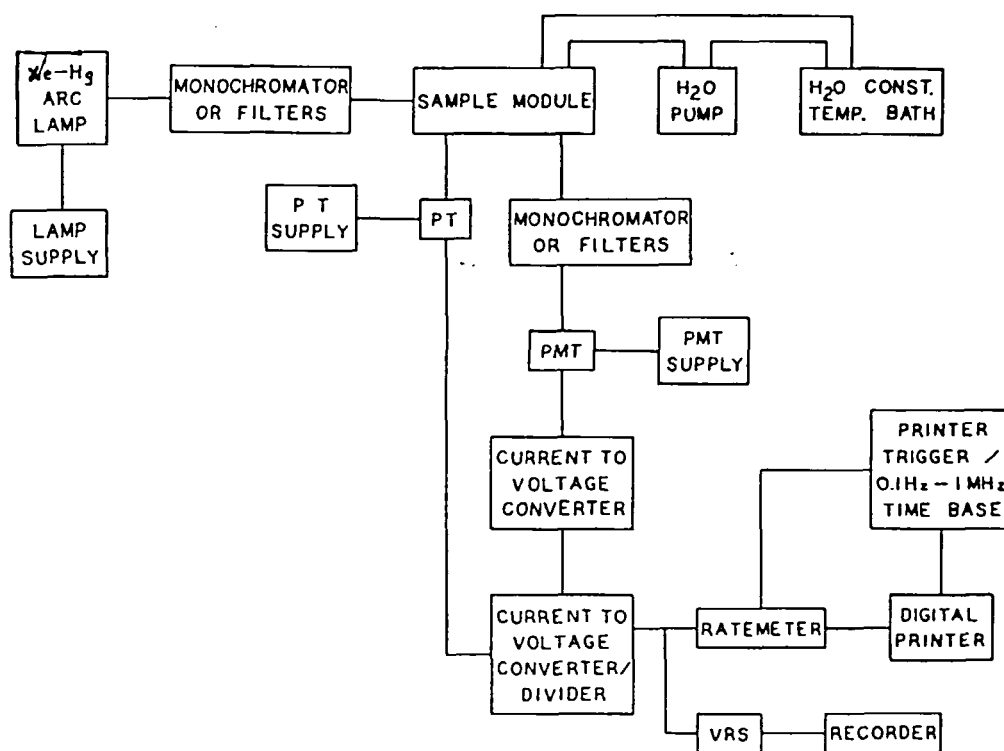 Xe-Hg
ARC
LAMP
MONOCHROMATOR
OR FILTERS
SAMPLE MODULE
H2O
PUMP
H2O CONST.
TEMP. BATH
LAMP
SUPPLY
P T
SUPPLY
PT
MONOCHROMATOR
OR FILTERS
PMT
PMT
SUPPLY
CURRENT TO
VOLTAGE
CONVERTER
PRINTER
TRIGGER /
0.1Hz-1MHz
TIME BASE
CURRENT TO
VOLTAGE
CONVERTER/
DIVIDER
RATEMETER
DIGITAL
PRINTER
VRS
RECORDER